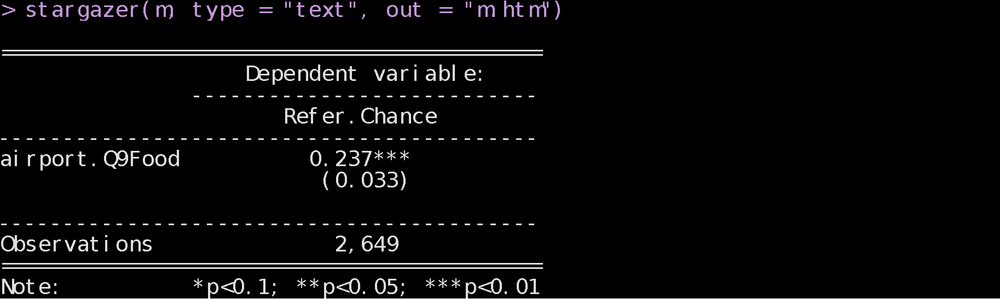 > stargazer(m, type = "text", out = "m.htm")
==========================================
Dependent variable:
---------------------------
Refer.Chance
------------------------------------------
airport.Q9Food 0.237***
(0.033)
------------------------------------------
Observations 2,649
==========================================
Note: *p<0.1; **p<0.05; ***p<0.01